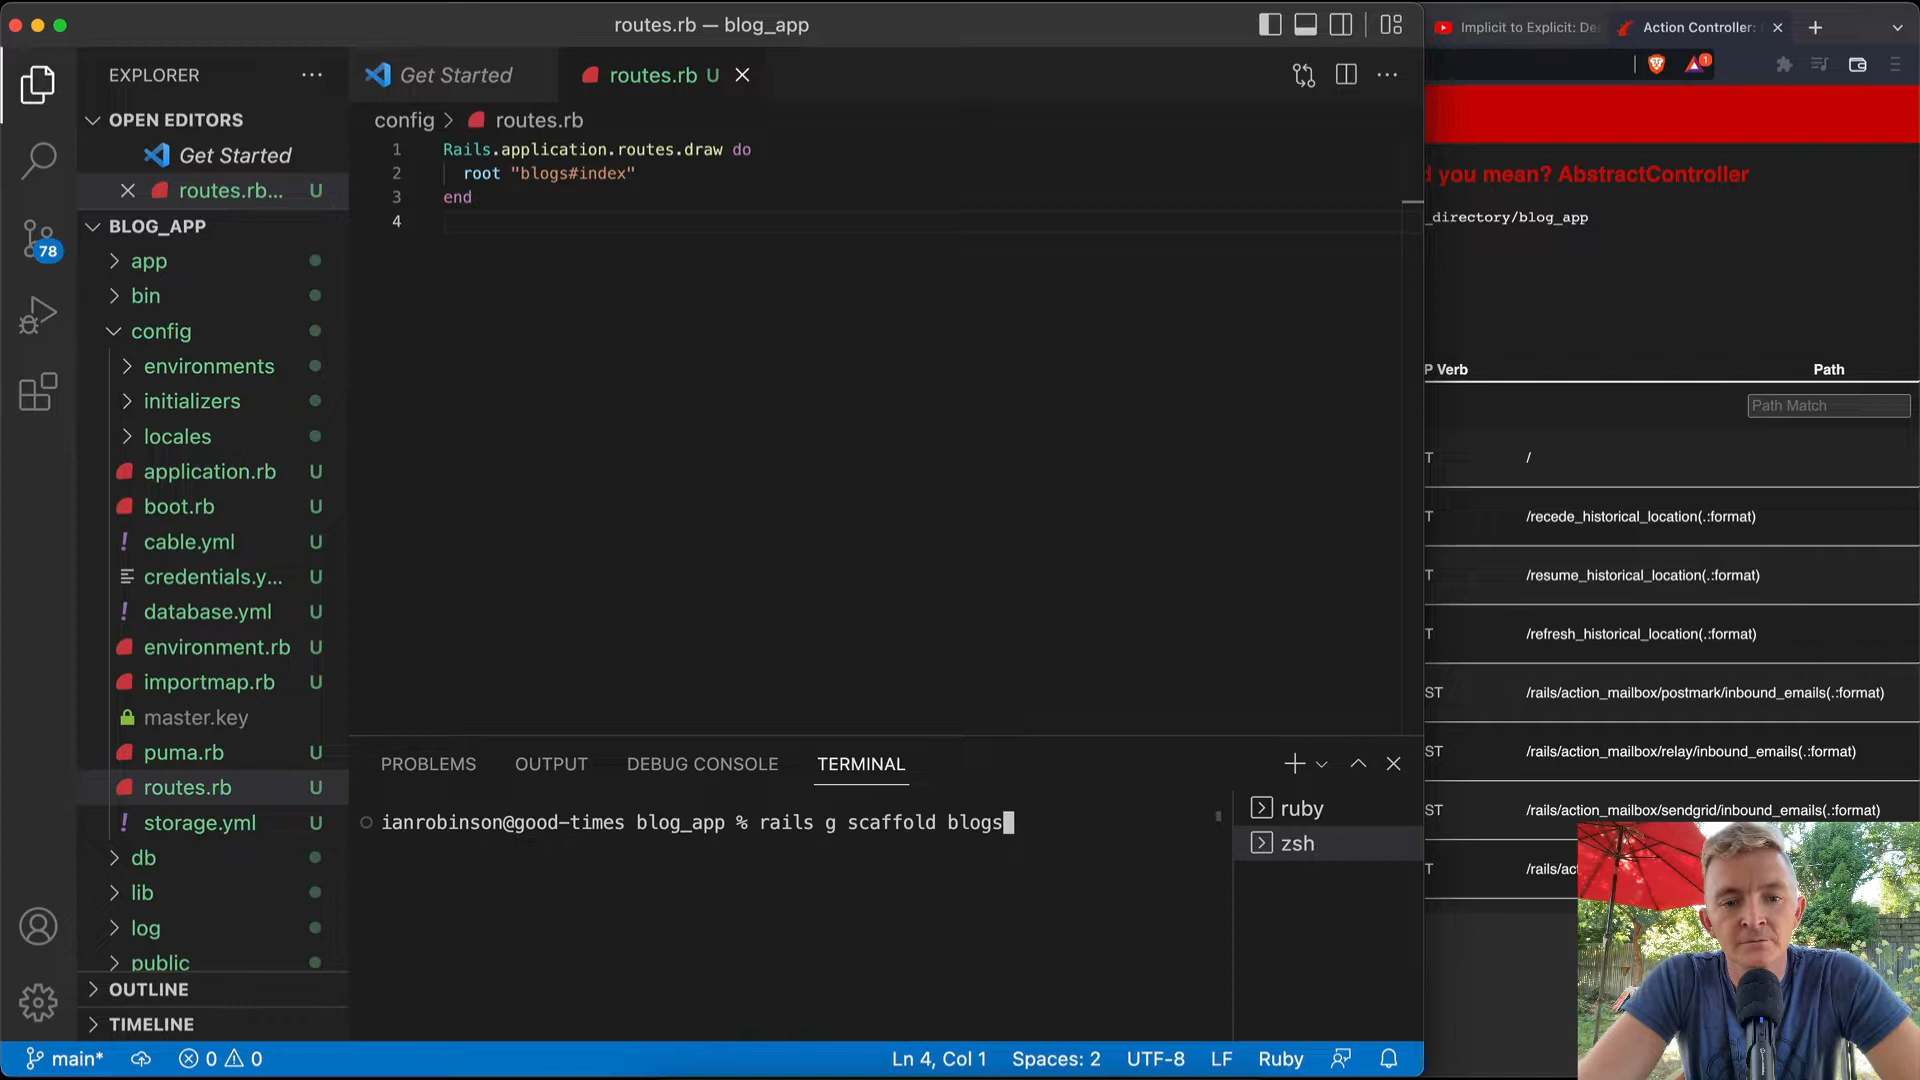 routes.rb — blog_app
EXPLORER
OPEN EDITORS
Get Started
routes.rb... U
78
BLOG_APP
app
bin
config
environments
initializers
locales
application.rb U
boot.rb U
cable.yml U
credentials.y... U
database.yml U
environment.rb U
importmap.rb U
master.key
puma.rb U
routes.rb U
storage.yml U
db
lib
log
public
OUTLINE
TIMELINE
Get Started
routes.rb U
config > routes.rb
1 Rails.application.routes.draw do
2 root "blogs#index"
3 end
4
PROBLEMS OUTPUT DEBUG CONSOLE TERMINAL
ianrobinson@good-times blog_app % rails g scaffold blogs
ruby
zsh
main* 0 0 Ln 4, Col 1 Spaces: 2 UTF-8 LF Ruby
Implicit to Explicit: De
Action Controller:
1
you mean? AbstractController
_directory/blog_app
P Verb Path
Path Match
T /
T /recede_historical_location(.:format)
T /resume_historical_location(.:format)
T /refresh_historical_location(.:format)
ST /rails/action_mailbox/postmark/inbound_emails(.:format)
ST /rails/action_mailbox/relay/inbound_emails(.:format)
ST /rails/action_mailbox/sendgrid/inbound_emails(.:format)
T /rails/ac